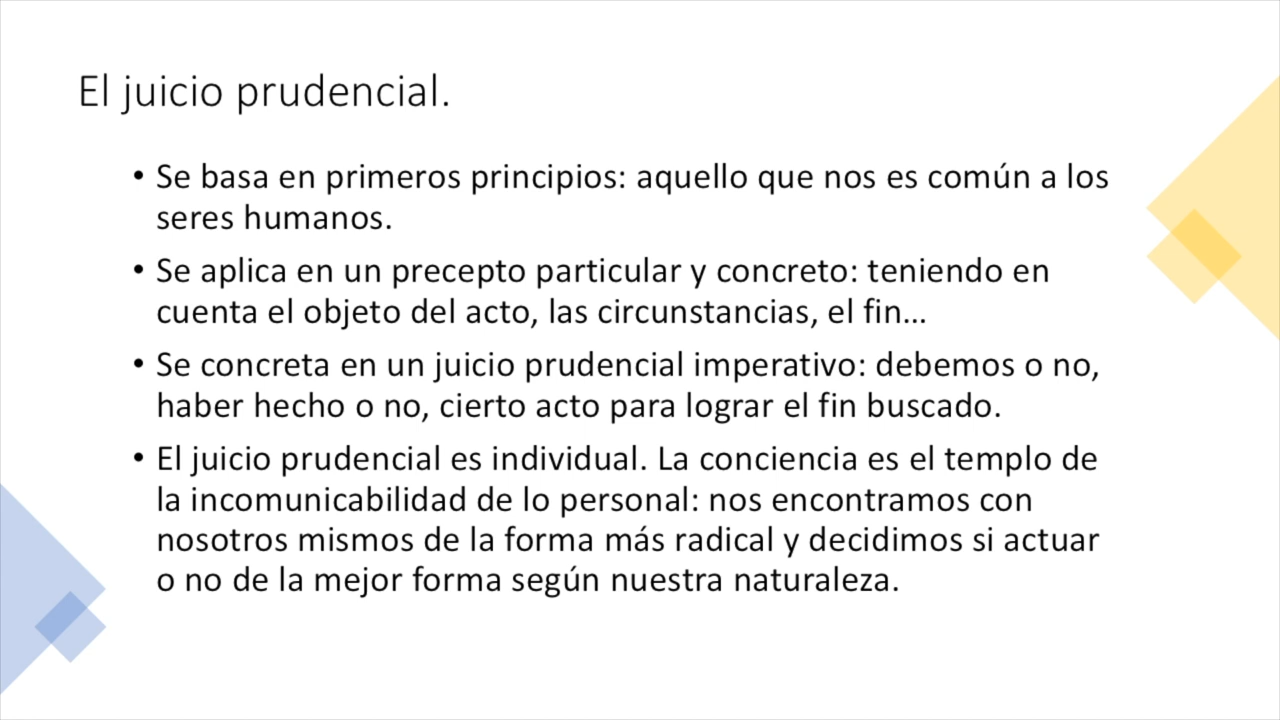 El juicio prudencial.
• Se basa en primeros principios: aquello que nos es común a los
seres humanos.
• Se aplica en un precepto particular y concreto: teniendo en
cuenta el objeto del acto, las circunstancias, el fin...
• Se concreta en un juicio prudencial imperativo: debemos o no,
haber hecho o no, cierto acto para lograr el fin buscado.
• El juicio prudencial es individual. La conciencia es el templo de
la incomunicabilidad de lo personal: nos encontramos con
nosotros mismos de la forma más radical y decidimos si actuar
o no de la mejor forma según nuestra naturaleza.